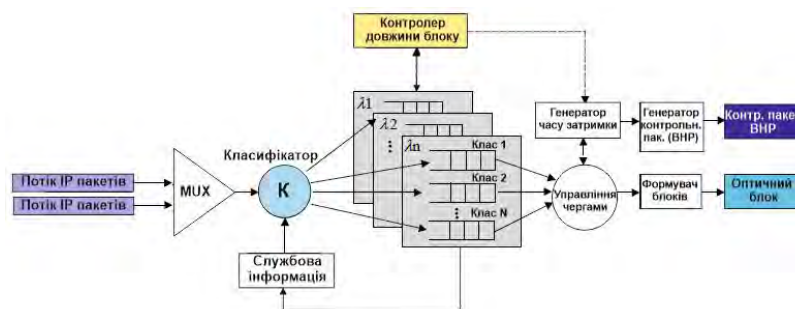 Контролер
довжини блоку
λ1
λ2
λn
Класифікатор
Клас 1
Клас 2
Клас N
Потік IP пакетів
Потік IP пакетів
MUX
К
Генератор
часу затримки
Генератор
контрольн.
пак. (BHP)
Контр. паке
BHP
Управління
чергами
Формувач
блоків
Оптичний
блок
Службова
інформація